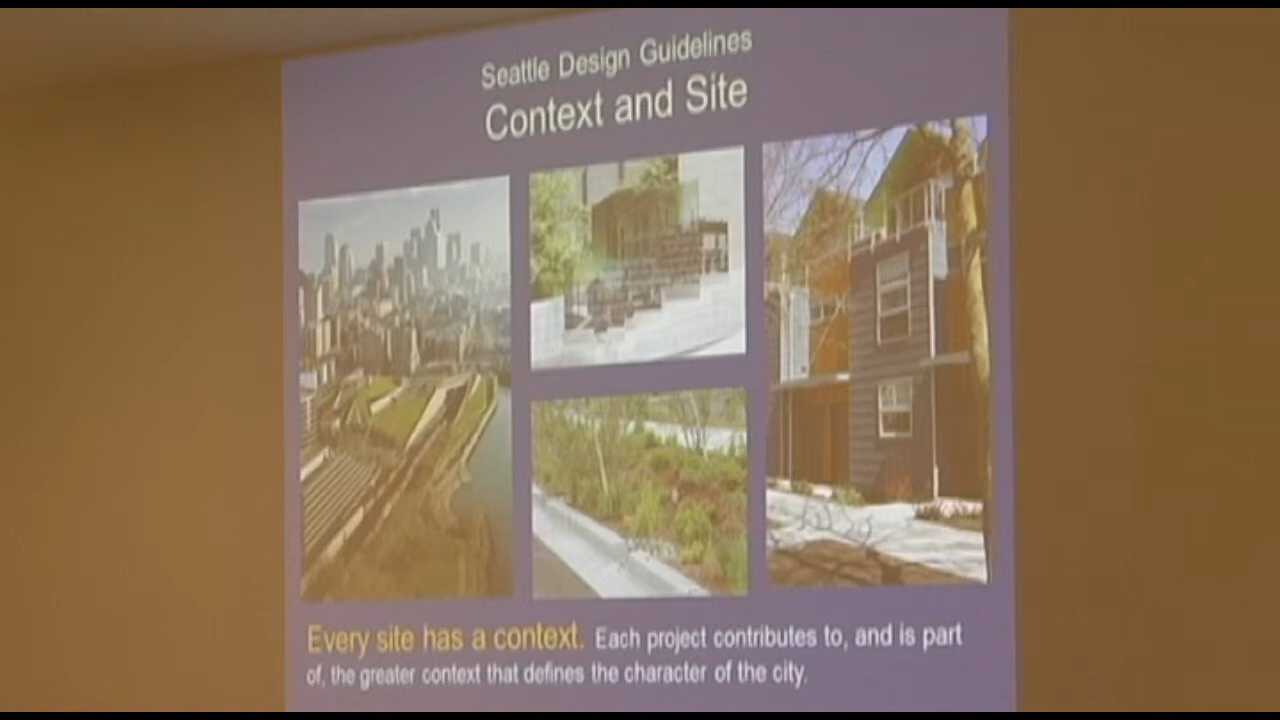 Seattle Design Guidelines
Context and Site
Every site has a context. Each project contributes to, and is part
of, the greater context that defines the character of the city.